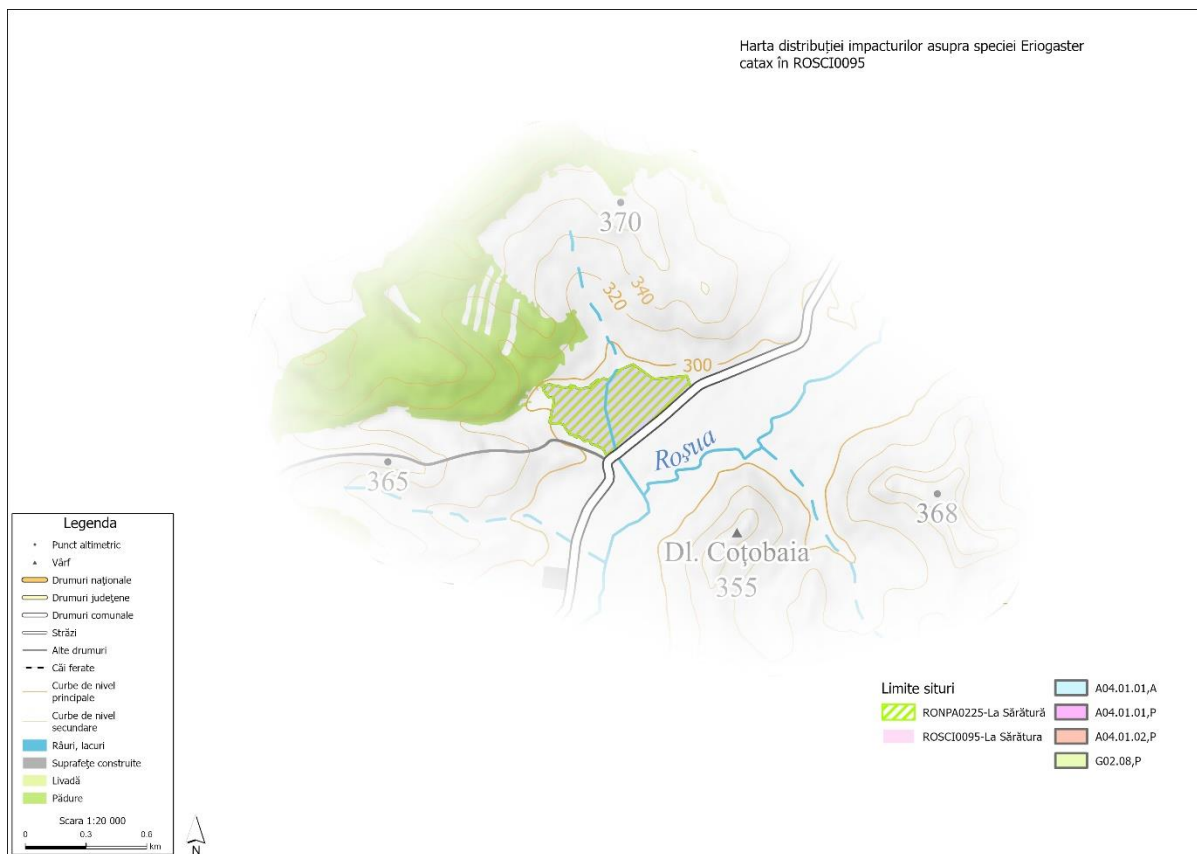 Harta distribuției impacturilor asupra speciei Eriogaster
catax în ROSCI0095
370
340
320
300
Roșua
365
368
Dl. Coțobaia
355
Legenda
Punct altimetric
Vârf
Drumuri naționale
Drumuri județene
Drumuri comunale
Străzi
Alte drumuri
Căi ferate
Curbe de nivel
principale
Curbe de nivel
secundare
Râuri, lacuri
Suprafețe construite
Livadă
Pădure
Scara 1:20 000
0 0.3 0.6
km
N
Limite situri
RONPA0225-La Sărătură
ROSCI0095-La Sărătura
A04.01.01,A
A04.01.01,P
A04.01.02,P
G02.08,P